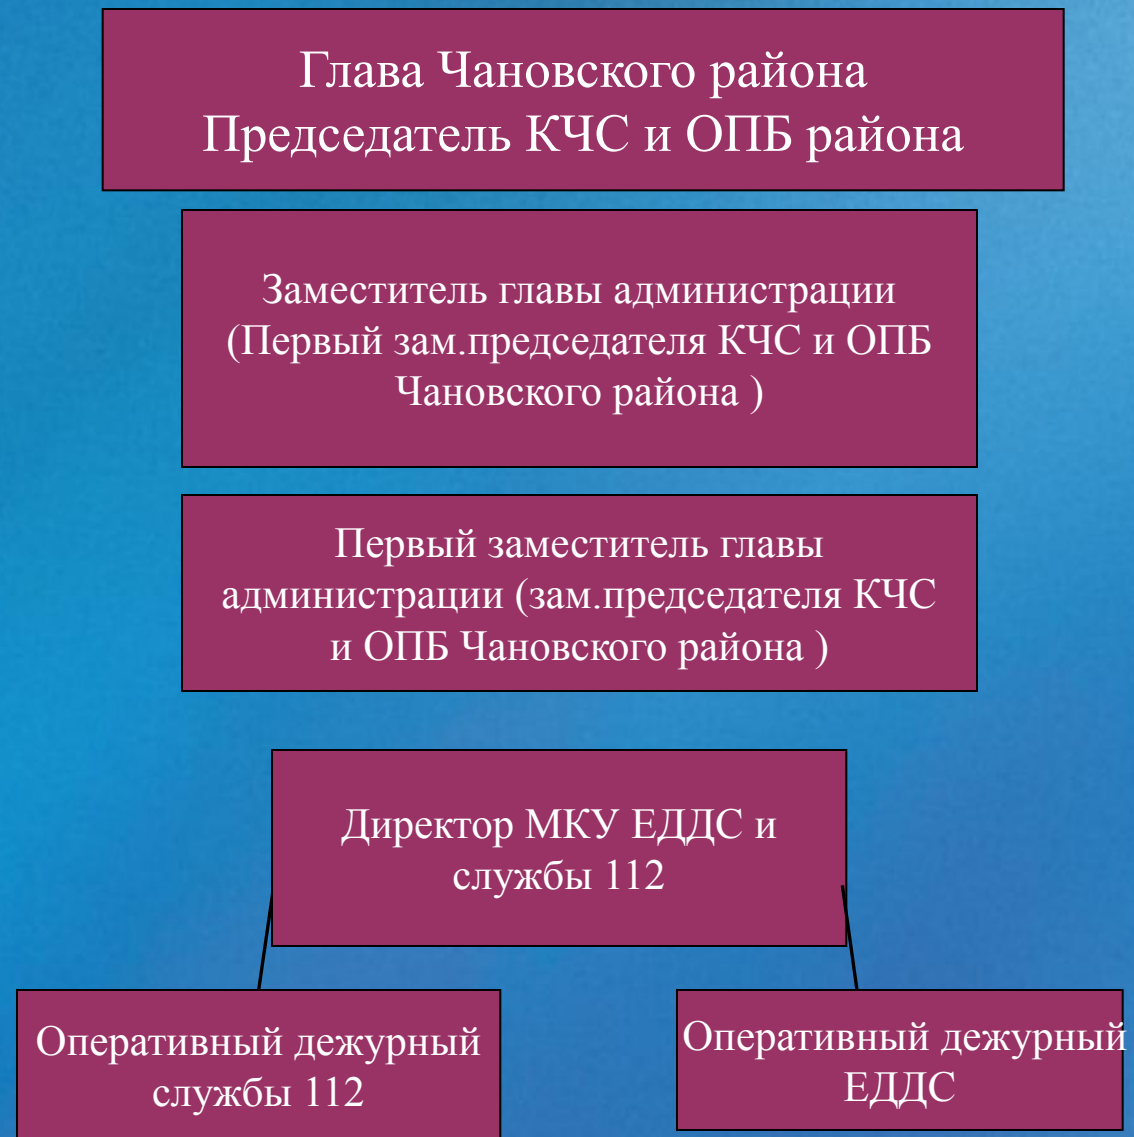 Глава Чановского района
Председатель КЧС и ОПБ района
Заместитель главы администрации
(Первый зам.председателя КЧС и ОПБ
Чановского района )
Первый заместитель главы
администрации (зам.председателя КЧС
и ОПБ Чановского района )
Директор МКУ ЕДДС и
службы 112
Оперативный дежурный
службы 112
Оперативный дежурный
ЕДДС